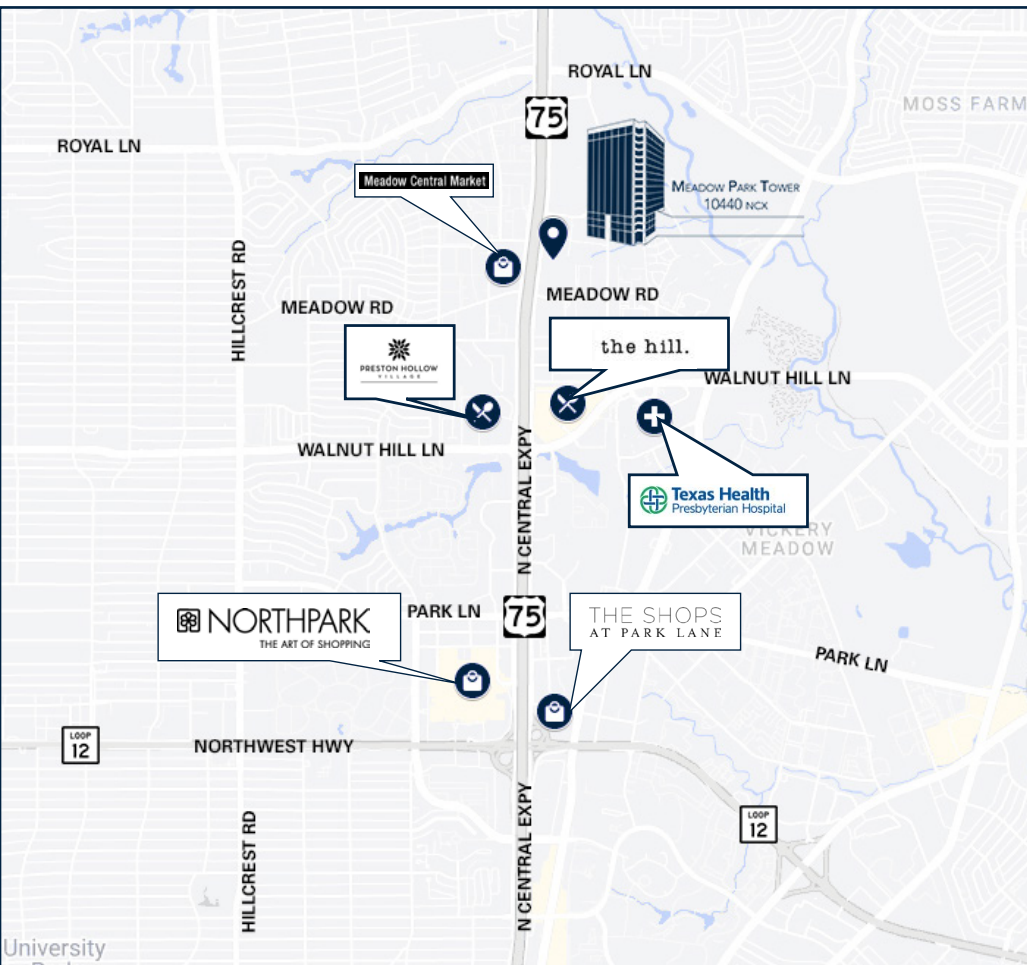 ROYAL LN
75
MOSS FARM
ROYAL LN
Meadow Central Market
MEADOW PARK TOWER
10440 NCX
HILLCREST RD
MEADOW RD
MEADOW RD
the hill.
PRESTON HOLLOW
VILLAGE
WALNUT HILL LN
WALNUT HILL LN
N CENTRAL EXPY
Texas Health
Presbyterian Hospital
VICKERY
MEADOW
NORTHPARK
THE ART OF SHOPPING
PARK LN
75
THE SHOPS
AT PARK LANE
PARK LN
LOOP
12
NORTHWEST HWY
HILLCREST RD
N CENTRAL EXPY
LOOP
12
University